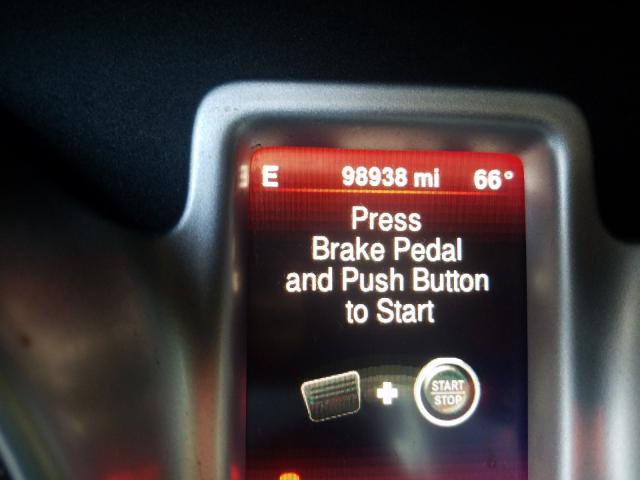 E 98938 mi 66°
Press
Brake Pedal
and Push Button
to Start
START
STOP